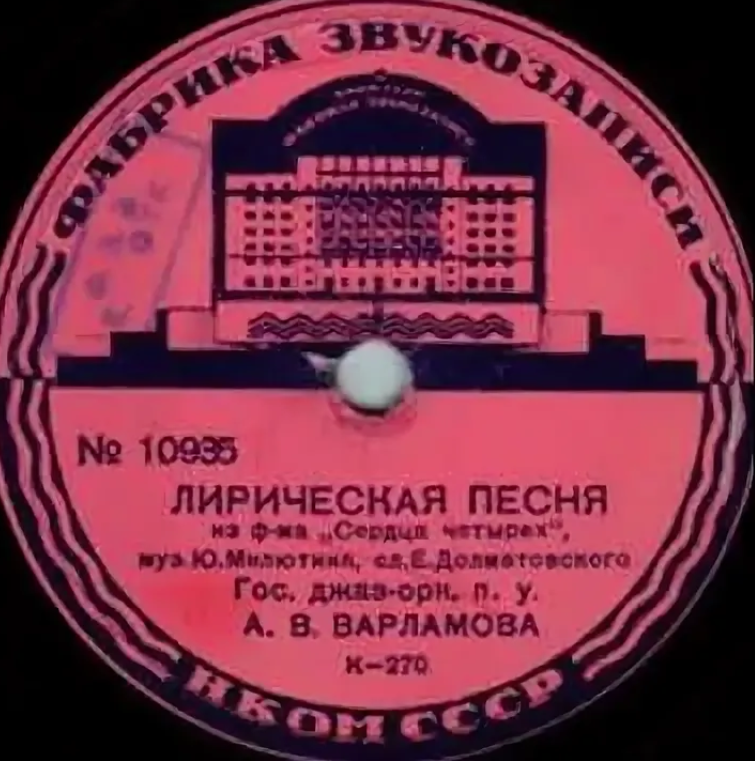 ФАБРИКА ЗВУКОЗАПИСИ
№ 10935
ЛИРИЧЕСКАЯ ПЕСНЯ
из ф-ма „Сердца четырех“,
муз. Ю.Милютина, сл. Е.Долматовского
Гос. джаз-орк. п. у.
А. В. ВАРЛАМОВА
К-270
НКОМ СССР